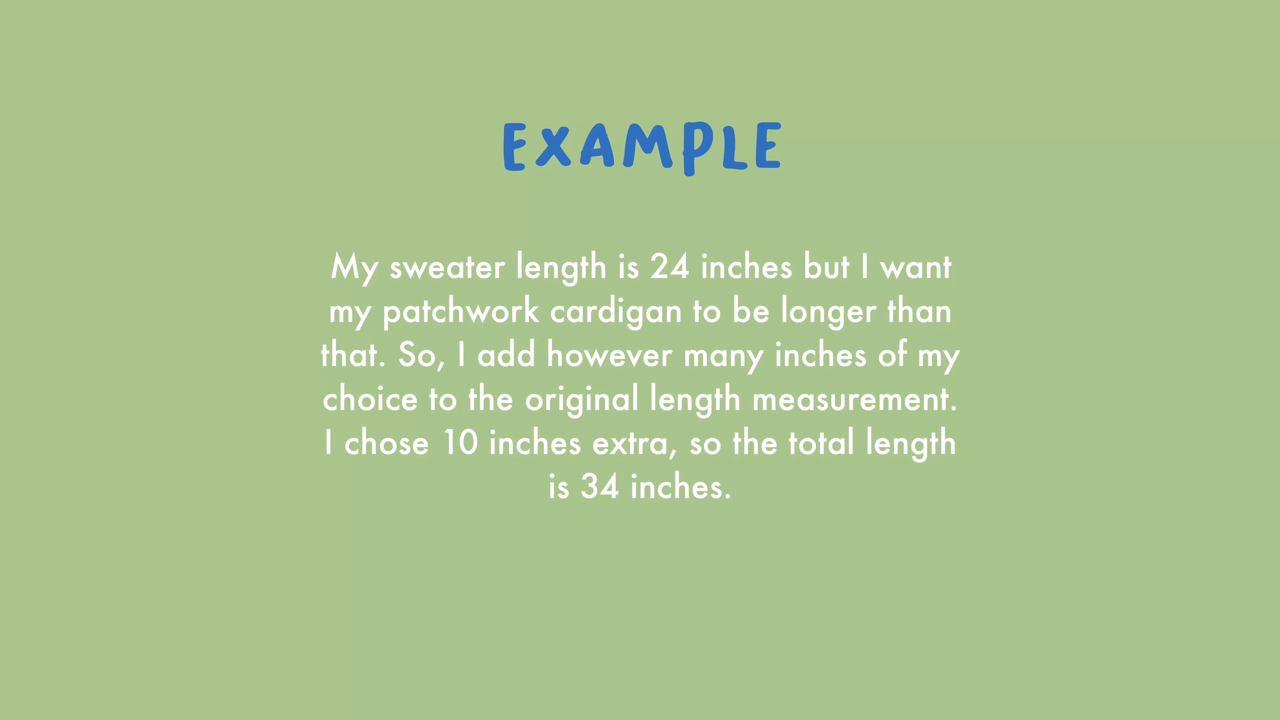 EXAMPLE
My sweater length is 24 inches but I want
my patchwork cardigan to be longer than
that. So, I add however many inches of my
choice to the original length measurement.
I chose 10 inches extra, so the total length
is 34 inches.